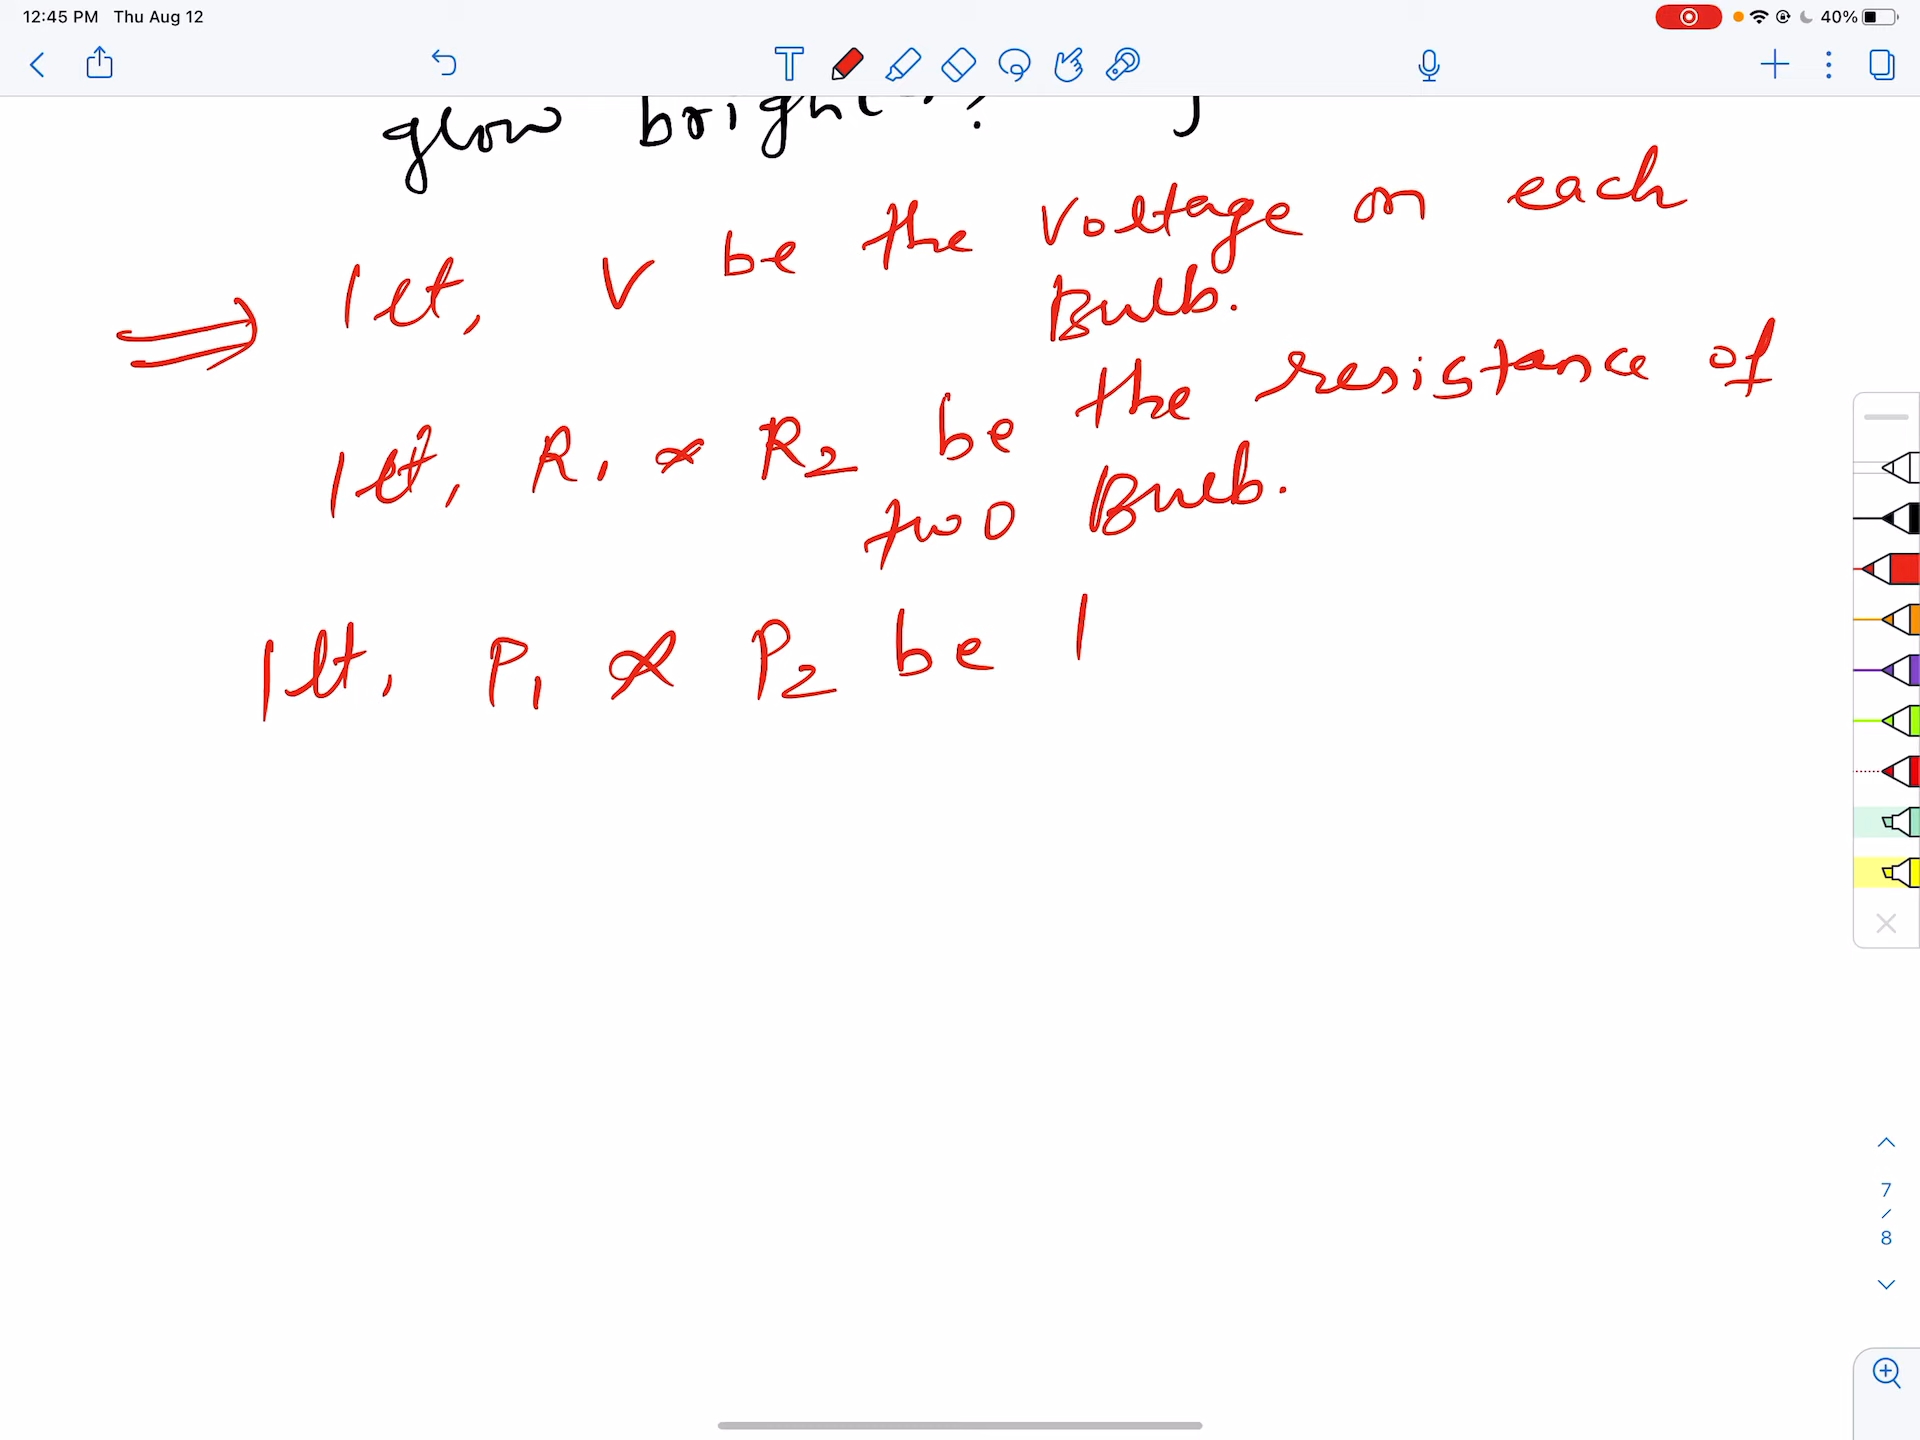 12:45 PM Thu Aug 12
40%
glow
⇒ let, V be the Voltage on each
Bulb.
let, R1 & R2 be the resistance of
two Bulb.
let, P1 & P2 be
7
/
8